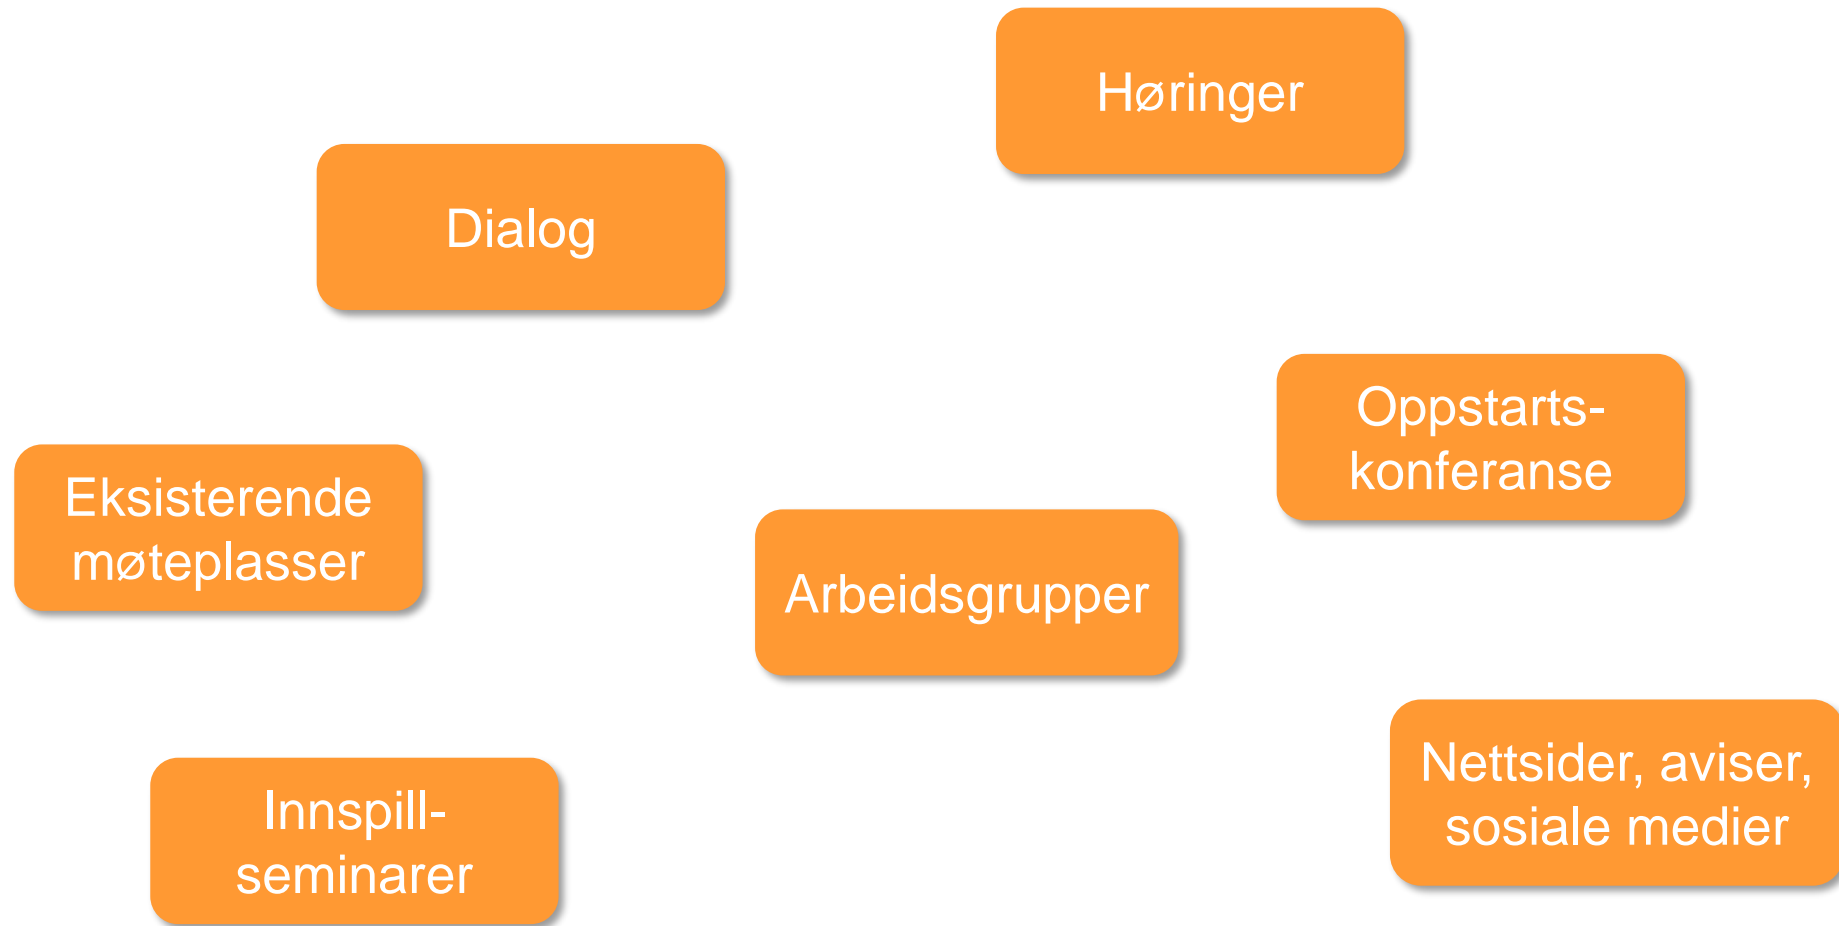 Høringer
Dialog
Oppstarts-
konferanse
Eksisterende
møteplasser
Arbeidsgrupper
Nettsider, aviser,
sosiale medier
Innspill-
seminarer